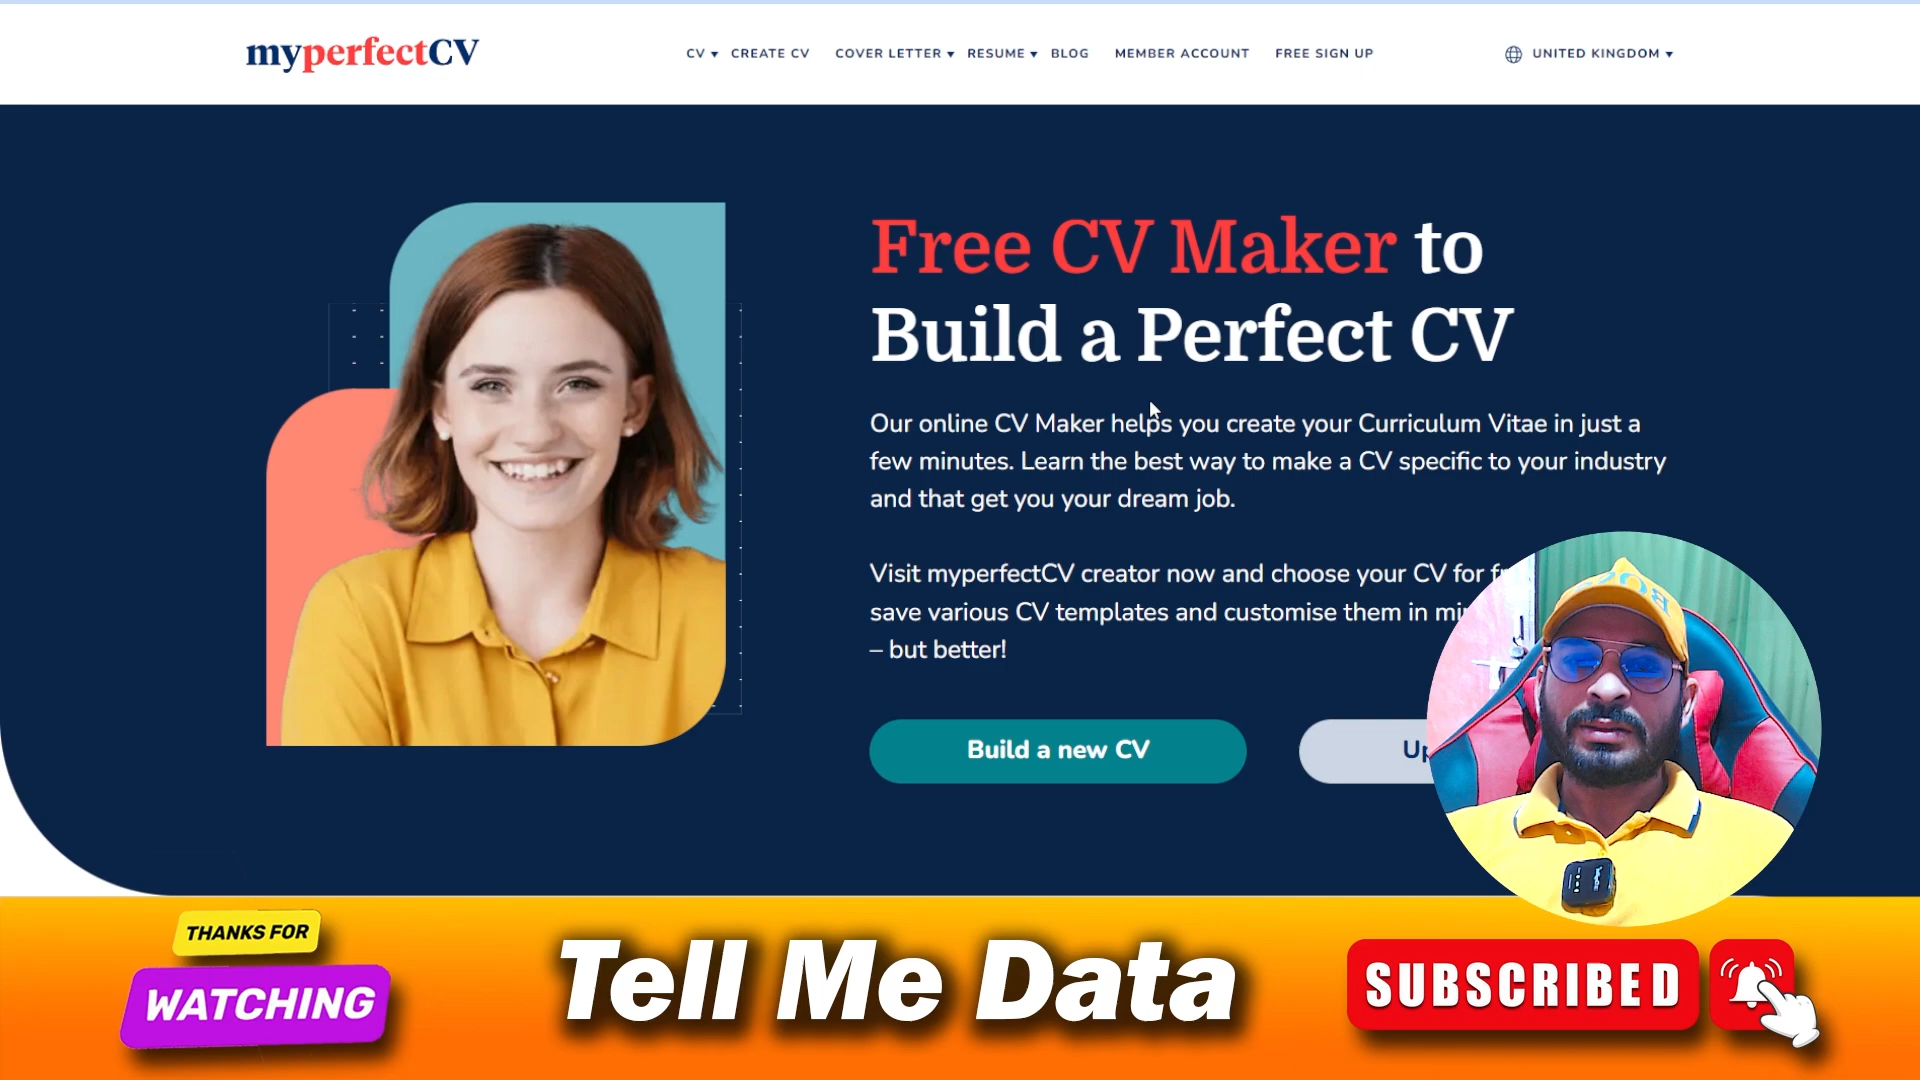 myperfectCV
CV CREATE CV COVER LETTER RESUME BLOG MEMBER ACCOUNT FREE SIGN UP UNITED KINGDOM
Free CV Maker to
Build a Perfect CV
Our online CV Maker helps you create your Curriculum Vitae in just a
few minutes. Learn the best way to make a CV specific to your industry
and that get you your dream job.
Visit myperfectCV creator now and choose your CV for
save various CV templates and customise them in
– but better!
Build a new CV
THANKS FOR
WATCHING
Tell Me Data
SUBSCRIBED